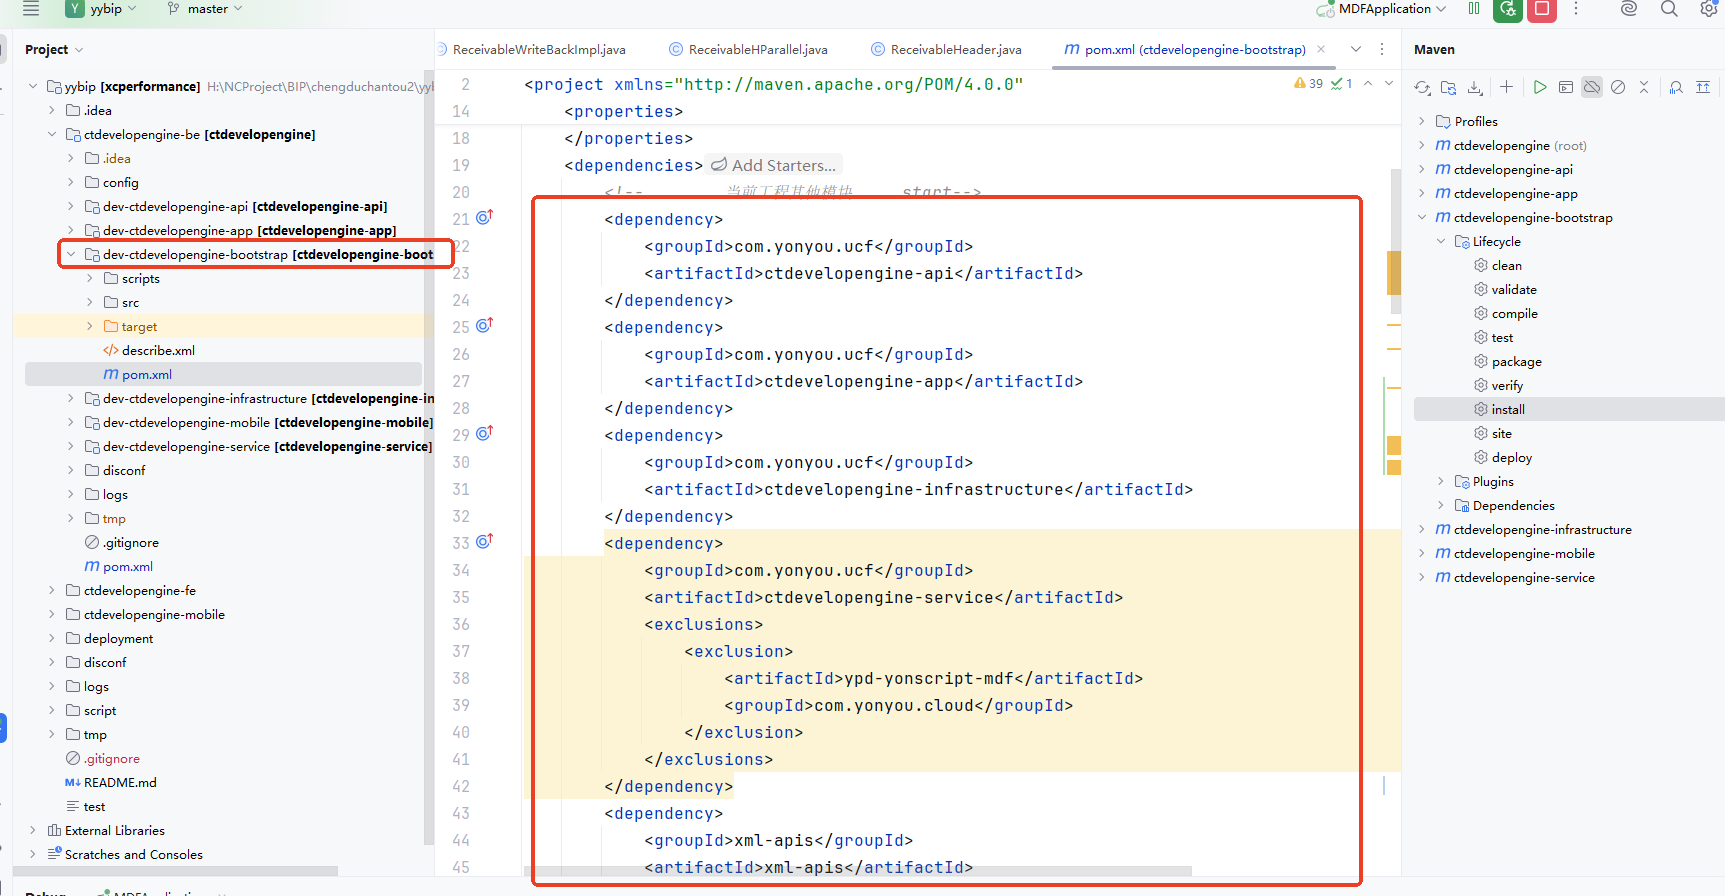 Y yybip master MDFApplication
Project
ReceivableWriteBackImpl.java ReceivableHParallel.java ReceivableHeader.java pom.xml (ctdevelopengine-bootstrap)
Maven
yybip [xcperformance] H:\NCProject\BIP\chengduchantou2\yyb
.idea
ctdevelopengine-be [ctdevelopengine]
.idea
config
dev-ctdevelopengine-api [ctdevelopengine-api]
dev-ctdevelopengine-app [ctdevelopengine-app]
dev-ctdevelopengine-bootstrap [ctdevelopengine-boot
scripts
src
target
describe.xml
pom.xml
dev-ctdevelopengine-infrastructure [ctdevelopengine-in
dev-ctdevelopengine-mobile [ctdevelopengine-mobile]
dev-ctdevelopengine-service [ctdevelopengine-service]
disconf
logs
tmp
.gitignore
pom.xml
ctdevelopengine-fe
ctdevelopengine-mobile
deployment
disconf
logs
script
tmp
.gitignore
README.md
test
External Libraries
Scratches and Consoles
2 <project xmlns="http://maven.apache.org/POM/4.0.0" 39 1
14 <properties>
18 </properties>
19 <dependencies> Add Starters...
20 <!-- 当前工程其他模块 start-->
21 <dependency>
22 <groupId>com.yonyou.ucf</groupId>
23 <artifactId>ctdevelopengine-api</artifactId>
24 </dependency>
25 <dependency>
26 <groupId>com.yonyou.ucf</groupId>
27 <artifactId>ctdevelopengine-app</artifactId>
28 </dependency>
29 <dependency>
30 <groupId>com.yonyou.ucf</groupId>
31 <artifactId>ctdevelopengine-infrastructure</artifactId>
32 </dependency>
33 <dependency>
34 <groupId>com.yonyou.ucf</groupId>
35 <artifactId>ctdevelopengine-service</artifactId>
36 <exclusions>
37 <exclusion>
38 <artifactId>ypd-yonscript-mdf</artifactId>
39 <groupId>com.yonyou.cloud</groupId>
40 </exclusion>
41 </exclusions>
42 </dependency>
43 <dependency>
44 <groupId>xml-apis</groupId>
45 <artifactId>xml-apis</artifactId>
Profiles
ctdevelopengine (root)
ctdevelopengine-api
ctdevelopengine-app
ctdevelopengine-bootstrap
Lifecycle
clean
validate
compile
test
package
verify
install
site
deploy
Plugins
Dependencies
ctdevelopengine-infrastructure
ctdevelopengine-mobile
ctdevelopengine-service
Debug MDFApplication